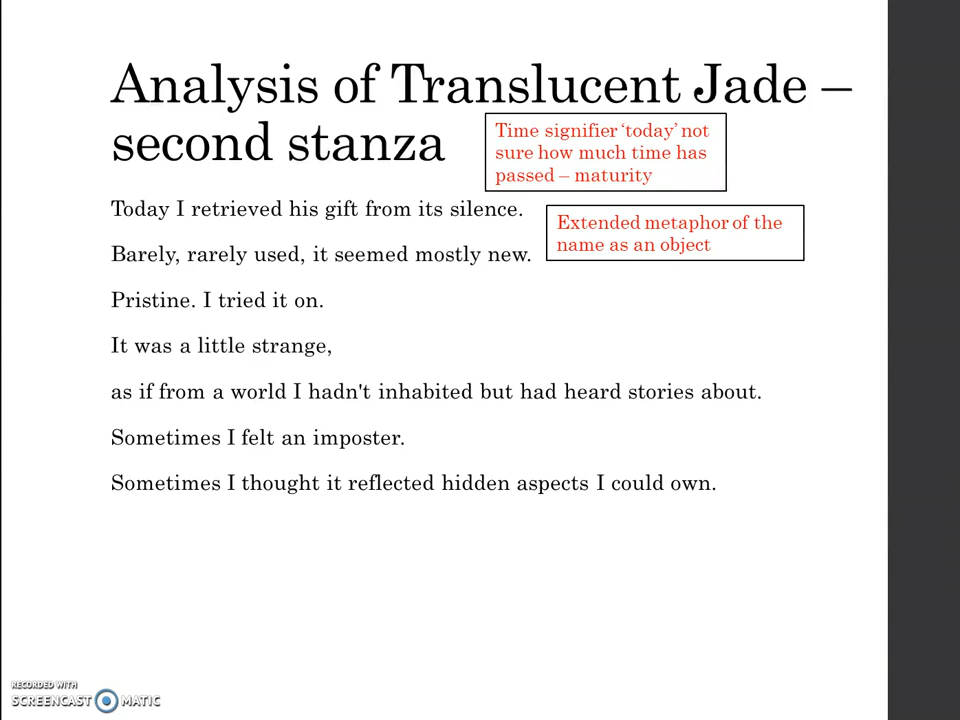 Analysis of Translucent Jade –
second stanza
Time signifier ‘today’ not
sure how much time has
passed – maturity
Today I retrieved his gift from its silence.
Extended metaphor of the
name as an object
Barely, rarely used, it seemed mostly new.
Pristine. I tried it on.
It was a little strange,
as if from a world I hadn't inhabited but had heard stories about.
Sometimes I felt an imposter.
Sometimes I thought it reflected hidden aspects I could own.
RECORDED WITH
SCREENCAST MATIC